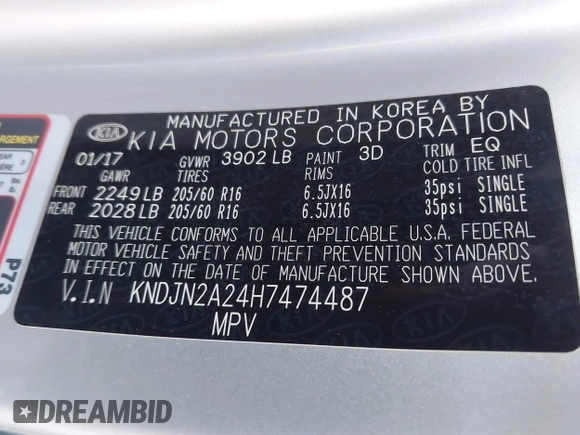 MANUFACTURED IN KOREA BY
KIA KIA MOTORS CORPORATION
01/17 GVWR 3902 LB PAINT 3D TRIM EQ
GAWR TIRES RIMS COLD TIRE INFL
FRONT 2249 LB 205/60 R16 6.5JX16 35psi SINGLE
REAR 2028 LB 205/60 R16 6.5JX16 35psi SINGLE
THIS VEHICLE CONFORMS TO ALL APPLICABLE U.S.A. FEDERAL
MOTOR VEHICLE SAFETY AND THEFT PREVENTION STANDARDS
IN EFFECT ON THE DATE OF MANUFACTURE SHOWN ABOVE.
V.I.N KNDJN2A24H7474487
MPV
P73
DREAMBID